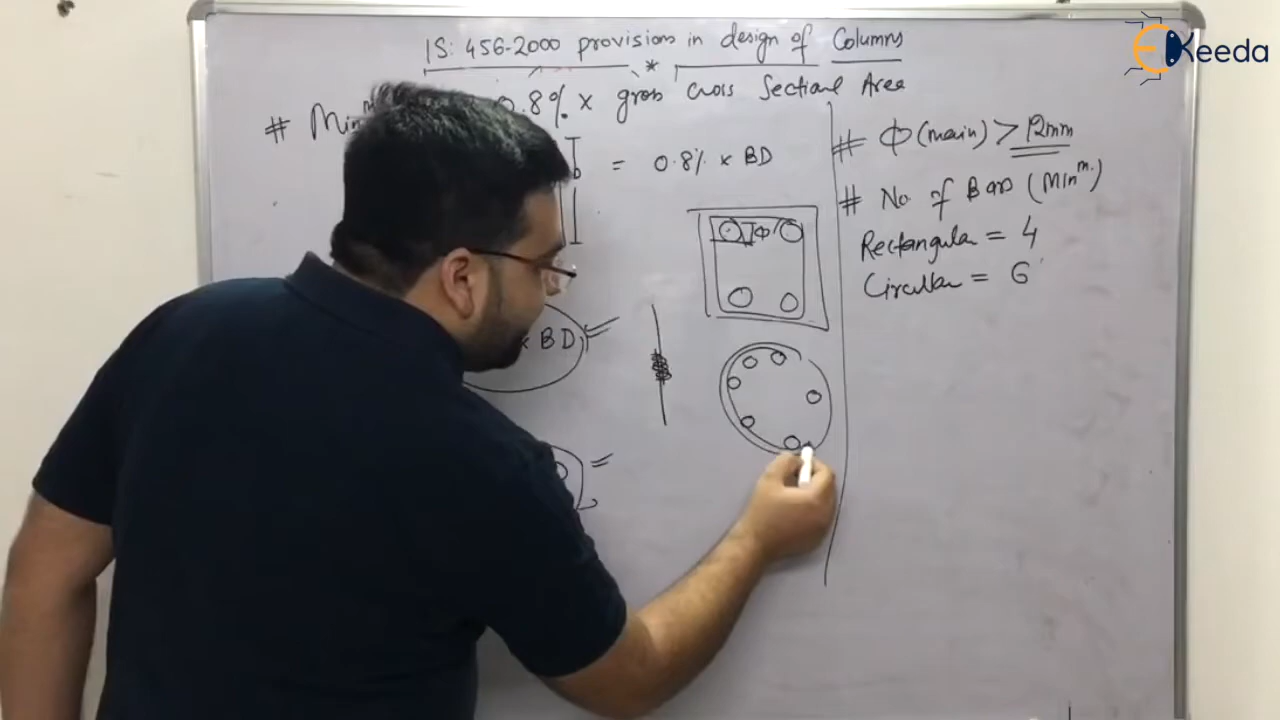 IS: 456-2000 provisions in design of Columns
*
# Minm 0.8% x gross cross Sectional Area
b = 0.8% x BD
x BD
Φ
# Φ (main) > 12mm
# No. of Bars (Minm.)
Rectangular = 4
Circular = 6
EKeeda